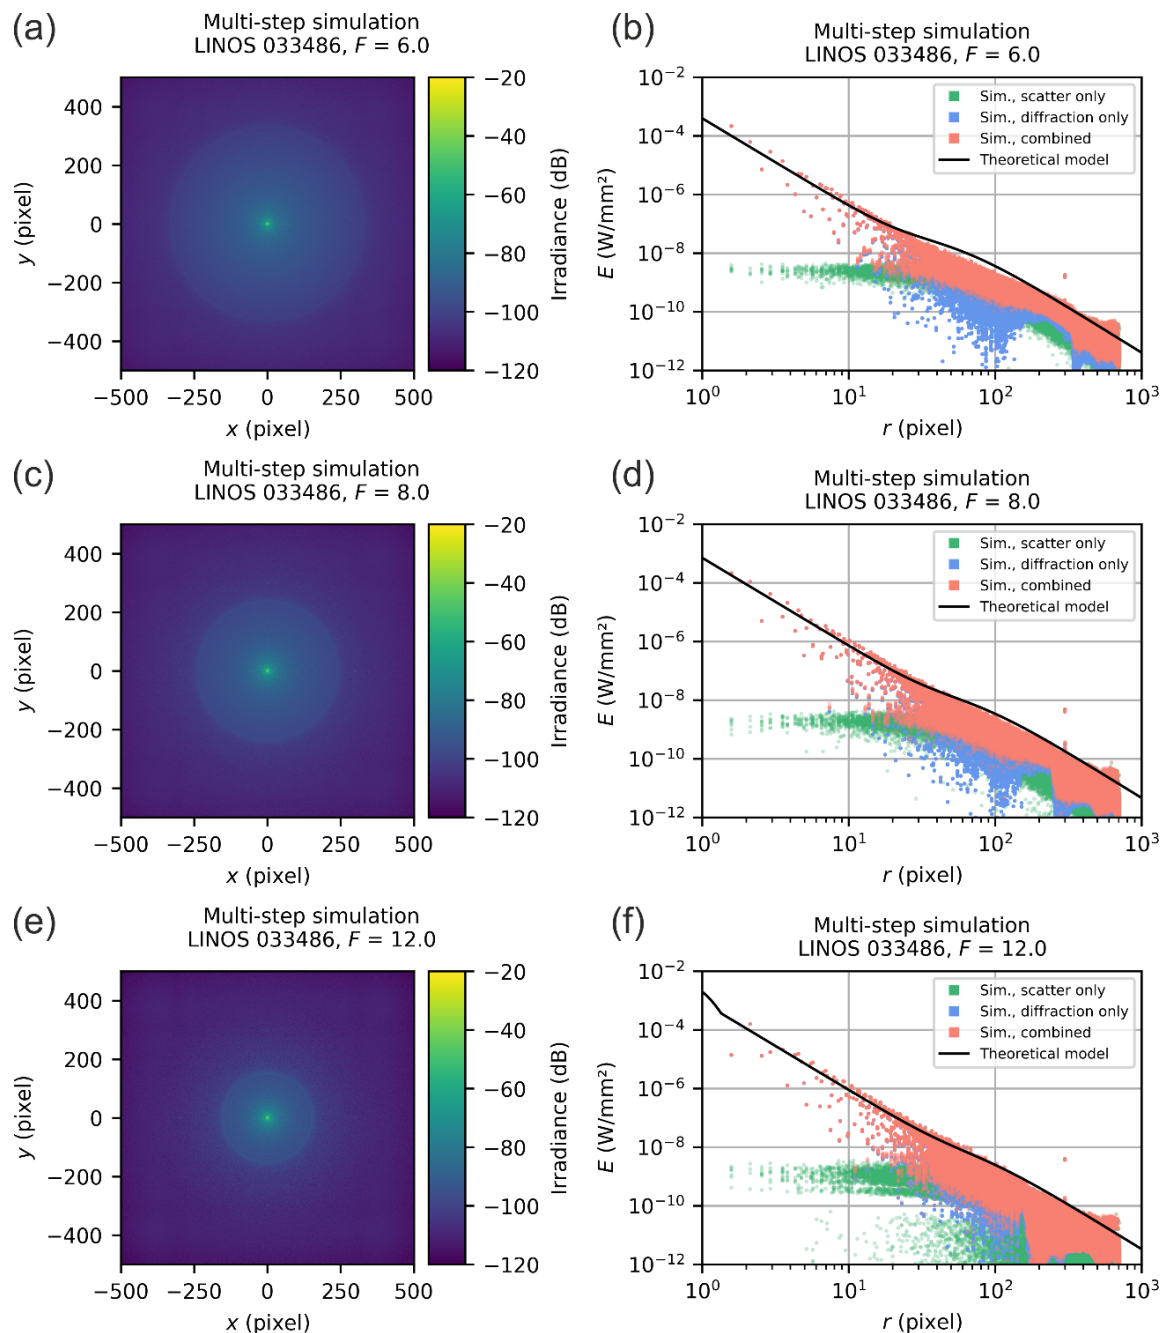 (a)
Multi-step simulation
LINOS 033486, F = 6.0
400
200
0
−200
−400
y (pixel)
−500
−250
0
250
500
x (pixel)
−20
−40
−60
−80
−100
−120
Irradiance (dB)
(b)
Multi-step simulation
LINOS 033486, F = 6.0
10⁻²
10⁻⁴
10⁻⁶
10⁻⁸
10⁻¹⁰
10⁻¹²
E (W/mm²)
Sim., scatter only
Sim., diffraction only
Sim., combined
Theoretical model
10⁰
10¹
10²
10³
r (pixel)
(c)
Multi-step simulation
LINOS 033486, F = 8.0
400
200
0
−200
−400
y (pixel)
−500
−250
0
250
500
x (pixel)
−20
−40
−60
−80
−100
−120
Irradiance (dB)
(d)
Multi-step simulation
LINOS 033486, F = 8.0
10⁻²
10⁻⁴
10⁻⁶
10⁻⁸
10⁻¹⁰
10⁻¹²
E (W/mm²)
Sim., scatter only
Sim., diffraction only
Sim., combined
Theoretical model
10⁰
10¹
10²
10³
r (pixel)
(e)
Multi-step simulation
LINOS 033486, F = 12.0
400
200
0
−200
−400
y (pixel)
−500
−250
0
250
500
x (pixel)
−20
−40
−60
−80
−100
−120
Irradiance (dB)
(f)
Multi-step simulation
LINOS 033486, F = 12.0
10⁻²
10⁻⁴
10⁻⁶
10⁻⁸
10⁻¹⁰
10⁻¹²
E (W/mm²)
Sim., scatter only
Sim., diffraction only
Sim., combined
Theoretical model
10⁰
10¹
10²
10³
r (pixel)